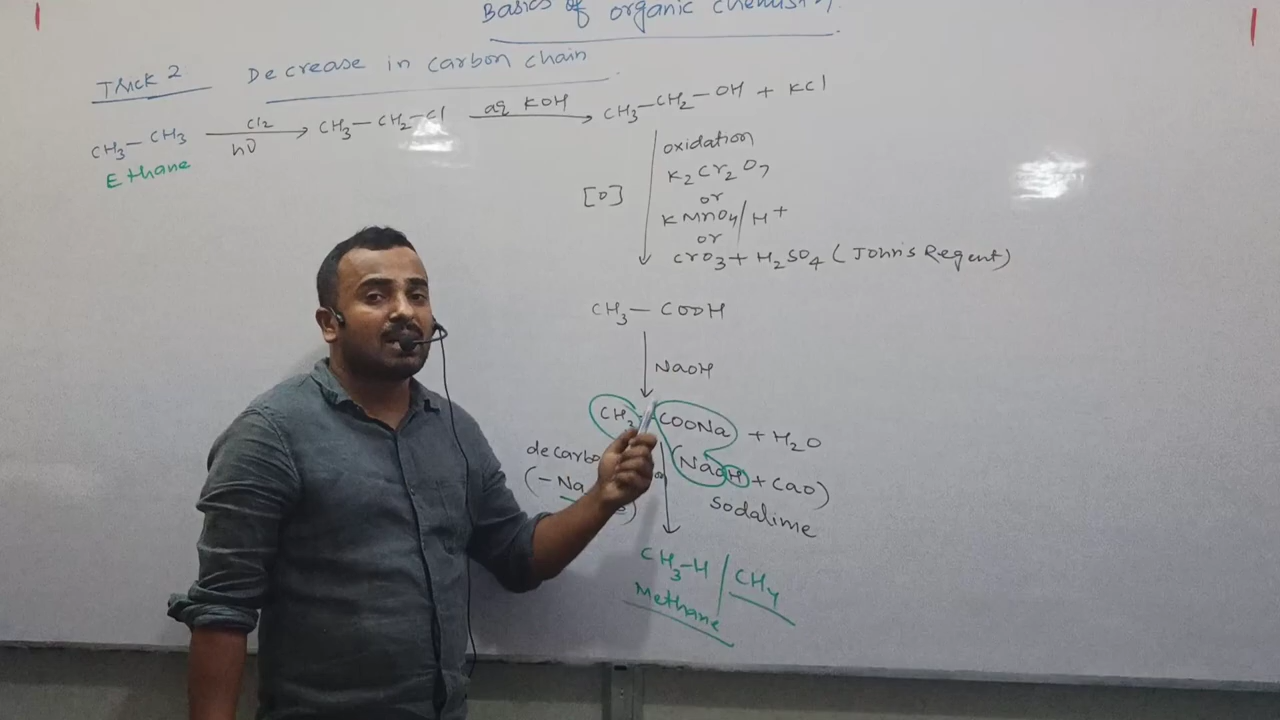 Basics of organic chemistry.
Trick 2 Decrease in carbon chain
CH3—CH3 Cl2 hν CH3—CH2—Cl aq KOH CH3—CH2—OH + KCl
Ethane
[O] oxidation
K2Cr2O7
or
KMnO4/H+
or
CrO3 + H2SO4 (John's Regent)
CH3—COOH
NaOH
CH3—COONa + H2O
(NaOH + CaO)
sodalime
(-Na
CH3-H / CH4
Methane